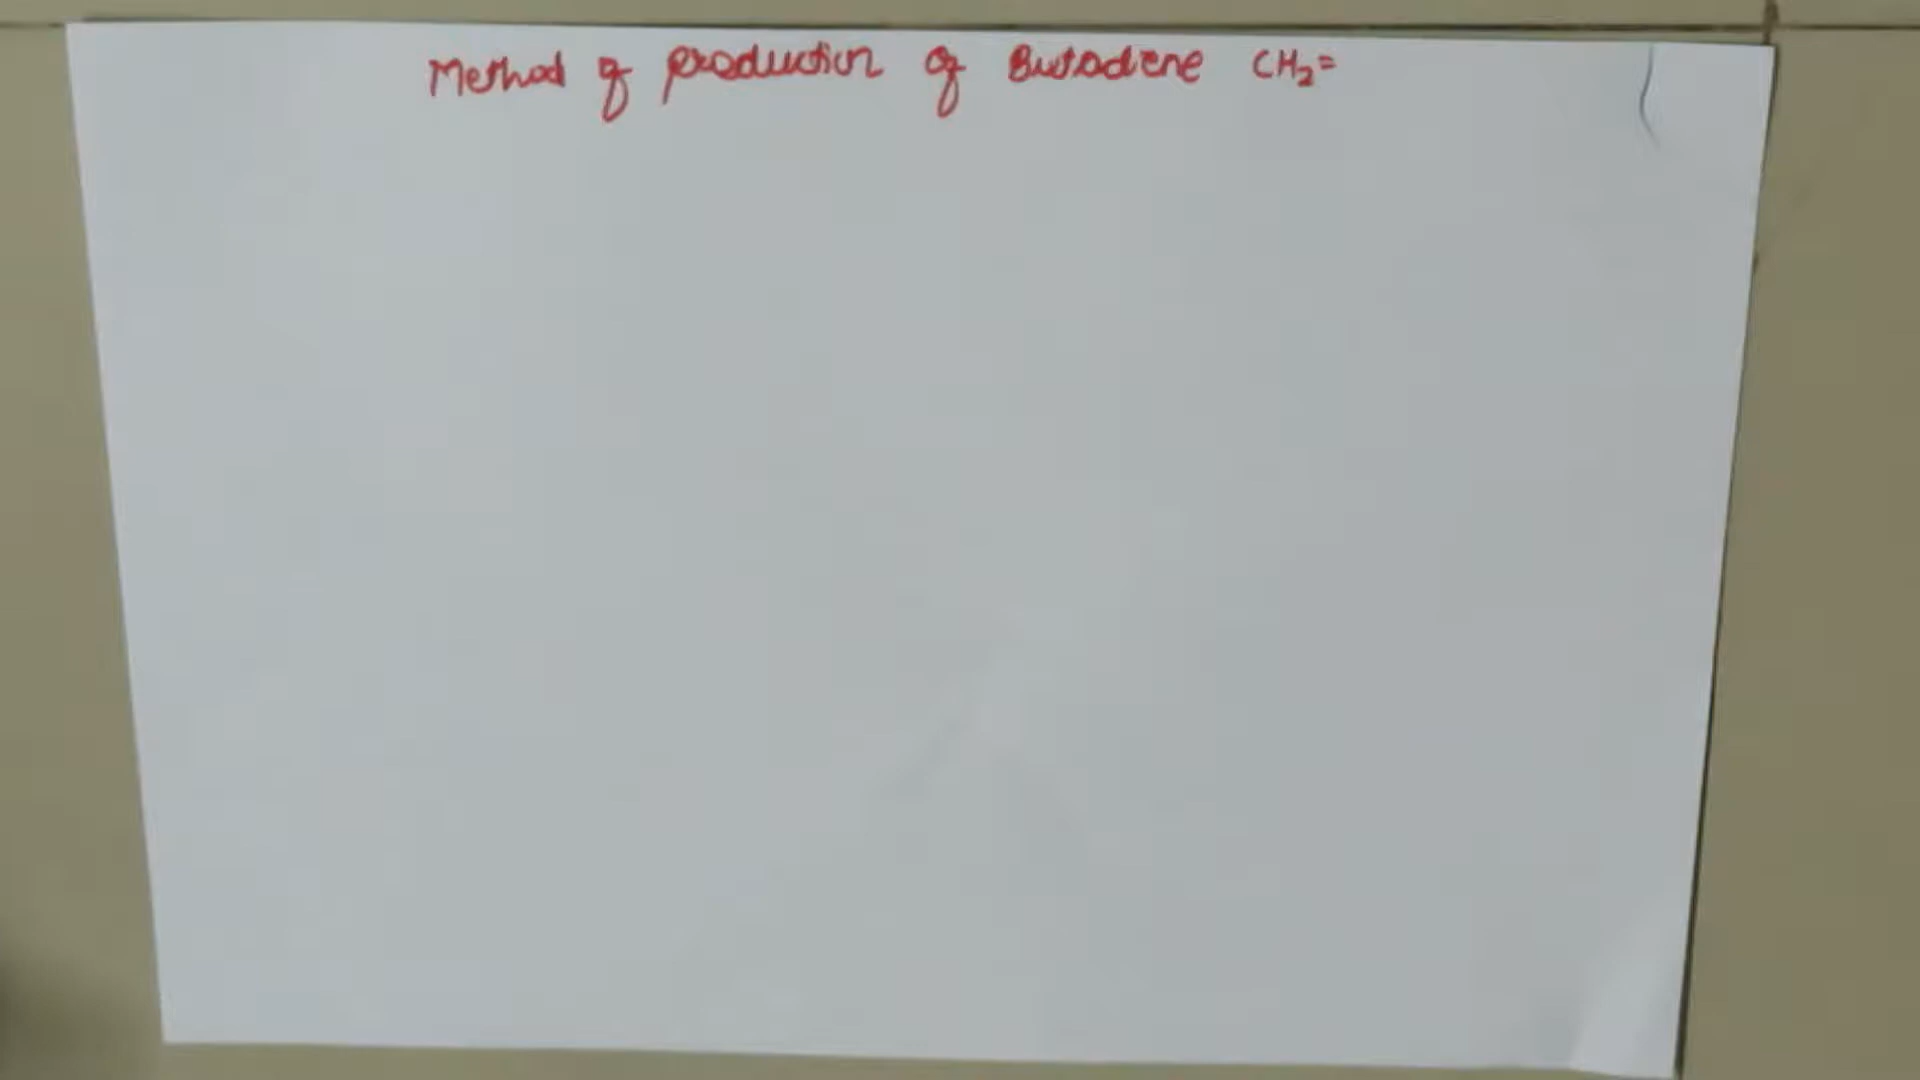 Method of production of Butadiene CH₂=